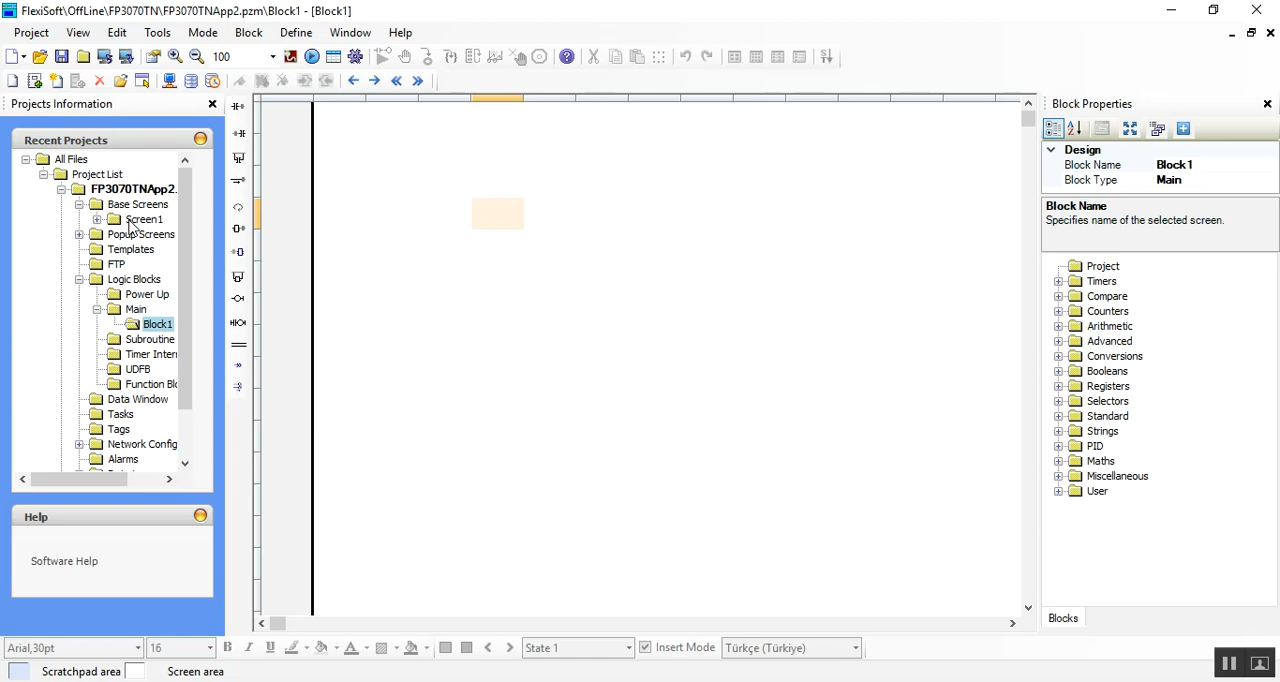 FlexiSoft\OffLine\FP3070TN\FP3070TNApp2.pzm\Block1 - [Block1]
Project View Edit Tools Mode Block Define Window Help
100
Projects Information
Recent Projects
All Files
Project List
FP3070TNApp2.
Base Screens
Screen1
Popup Screens
Templates
FTP
Logic Blocks
Power Up
Main
Block1
Subroutine
Timer Inter
UDFB
Function Blo
Data Window
Tasks
Tags
Network Config
Alarms
Help
Software Help
Block Properties
Design
Block Name Block1
Block Type Main
Block Name
Specifies name of the selected screen.
Project
Timers
Compare
Counters
Arithmetic
Advanced
Conversions
Booleans
Registers
Selectors
Standard
Strings
PID
Maths
Miscellaneous
User
Blocks
Arial,30pt 16 B I U A State 1 Insert Mode Türkçe (Türkiye)
Scratchpad area Screen area